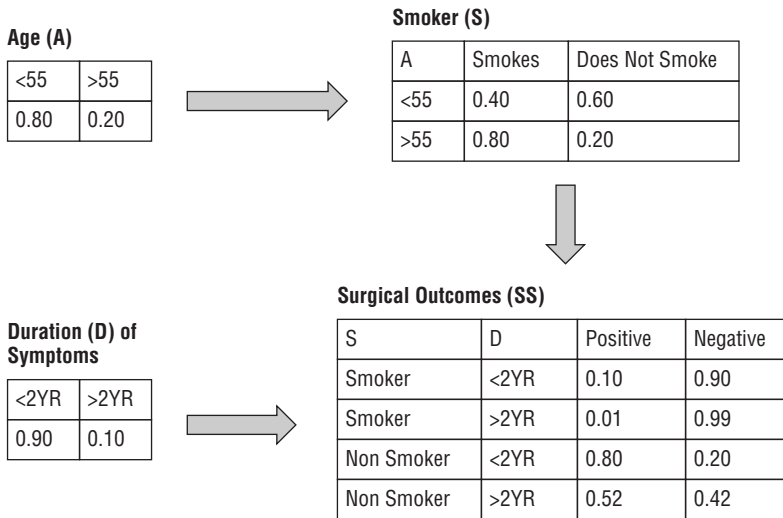 Age (A)
<55 >55
0.80 0.20
Smoker (S)
A Smokes Does Not Smoke
<55 0.40 0.60
>55 0.80 0.20
Duration (D) of
Symptoms
<2YR >2YR
0.90 0.10
Surgical Outcomes (SS)
S D Positive Negative
Smoker <2YR 0.10 0.90
Smoker >2YR 0.01 0.99
Non Smoker <2YR 0.80 0.20
Non Smoker >2YR 0.52 0.42